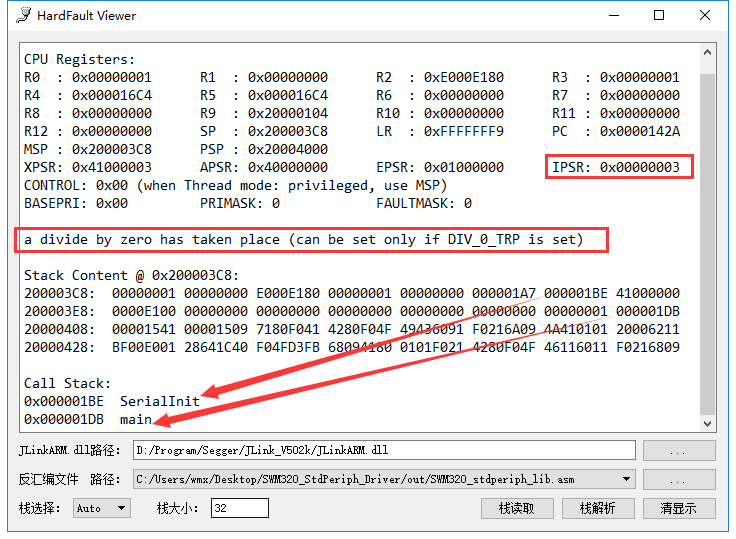 HardFault Viewer
CPU Registers:
R0 : 0x00000001 R1 : 0x00000000 R2 : 0xE000E180 R3 : 0x00000001
R4 : 0x000016C4 R5 : 0x000016C4 R6 : 0x00000000 R7 : 0x00000000
R8 : 0x00000000 R9 : 0x20000104 R10 : 0x00000000 R11 : 0x00000000
R12 : 0x00000000 SP : 0x200003C8 LR : 0xFFFFFFF9 PC : 0x0000142A
MSP : 0x200003C8 PSP : 0x20004000
XPSR: 0x41000003 APSR: 0x40000000 EPSR: 0x01000000 IPSR: 0x00000003
CONTROL: 0x00 (when Thread mode: privileged, use MSP)
BASEPRI: 0x00 PRIMASK: 0 FAULTMASK: 0
a divide by zero has taken place (can be set only if DIV_0_TRP is set)
Stack Content @ 0x200003C8:
200003C8: 00000001 00000000 E000E180 00000001 00000000 000001A7 000001BE 41000000
200003E8: 0000E100 00000000 00000000 00000000 00000000 00000000 00000001 000001DB
20000408: 00001541 00001509 7180F041 4280F04F 49436091 F0216A09 4A410101 20006211
20000428: BF00E001 28641C40 F04FD3FB 68094180 0101F021 4280F04F 46116011 F0216809
Call Stack:
0x000001BE SerialInit
0x000001DB main
JLinkARM.dll路径: D:/Program/Segger/JLink_V502k/JLinkARM.dll ...
反汇编文件 路径: C:/Users/wmx/Desktop/SWM320_StdPeriph_Driver/out/SWM320_stdperiph_lib.asm ...
栈选择: Auto 栈大小: 32 栈读取 栈解析 清显示